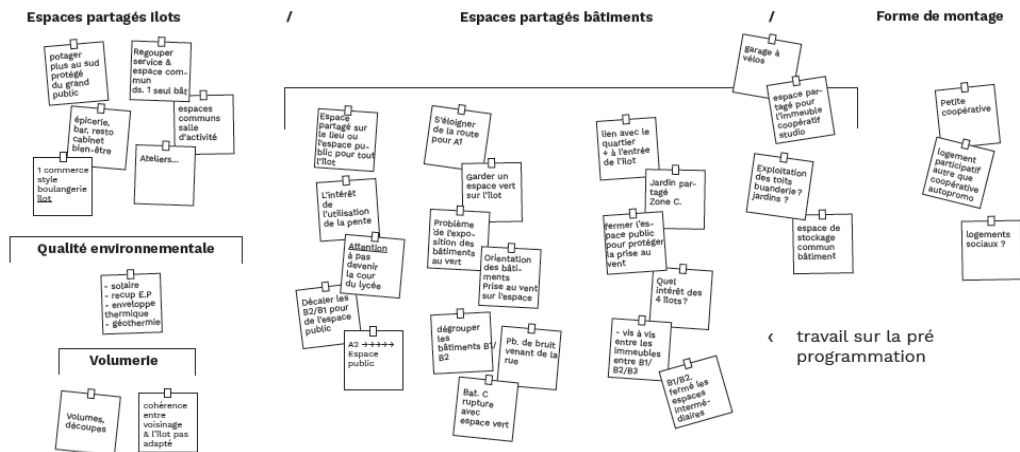 Espaces partagés ilots
/
Espaces partagés bâtiments
/
Forme de montage
potager
plus au sud
protégé
du grand
public
Regouper
service &
espace com-
mun
ds. 1 seul bât
épicerie,
bar, resto
cabinet
bien-être
espaces
communs
salle
d'activité
1 commerce
style
boulangerie
îlot
Ateliers...
Qualité environnementale
- solaire
- recup E.P
- enveloppe
thermique
- géothermie
Volumerie
Volumes,
découpes
cohérence
entre
voisinage
& l'îlot pas
adapté
Espace
partagé sur
le lieu ou
l'espace pu-
blic pour tout
l'îlot
L'intérêt
de
l'utilisation
de la pente
Attention
à pas
devenir
la cour
du lycée
Décaler les
B2/B1 pour
de l'espace
public
A2 →→→→→
Espace
public
S'éloigner
de la route
pour A1
Garder un
espace vert
sur l'îlot
Problème
de l'expo-
sition des
bâtiments
au vert
Orientation
des bâti-
ments
Prise au vent
sur l'espace
dégrouper
les
bâtiments B1/
B2
Pb. de bruit
venant de la
rue
Bat. C
rupture
avec
espace vert
lien avec le
quartier
+ à l'entrée
de l'îlot
Jardin par-
tagé
Zone C.
fermer l'es-
pace public
pour protéger
la prise au
vent
Quel
intérêt des
4 îlots?
- vis à vis
entre les
immeubles
entre B1/
B2/B3
B1/B2,
fermé les
espaces
intermé-
diaires
garage à
vélos
espace par-
tagé pour
l'immeuble
coopératif
studio
Exploitation
des toits
buanderie?
jardins ?
espace de
stockage
commun
bâtiment
‹ travail sur la pré
programmation
Petite
coopérative
logement
participatif
autre que
coopérative
autopromo
logements
sociaux ?